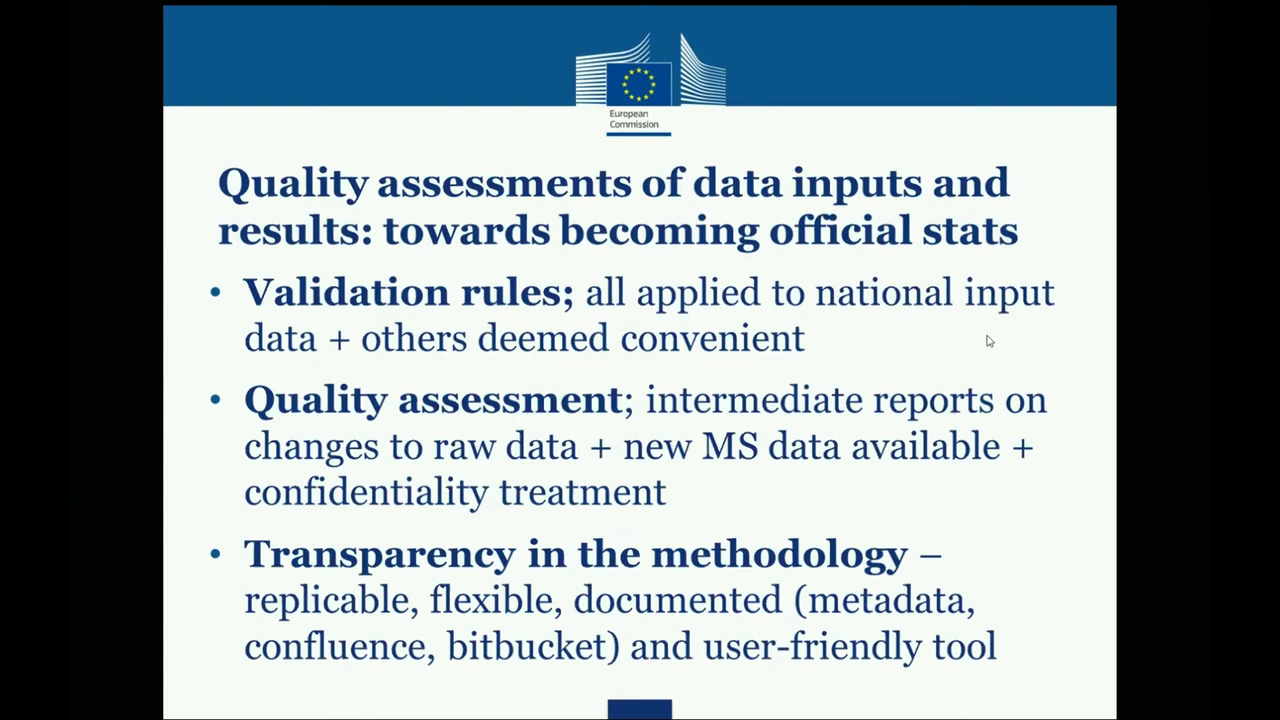 European
Commission
Quality assessments of data inputs and
results: towards becoming official stats
• Validation rules; all applied to national input
data + others deemed convenient
• Quality assessment; intermediate reports on
changes to raw data + new MS data available +
confidentiality treatment
• Transparency in the methodology –
replicable, flexible, documented (metadata,
confluence, bitbucket) and user-friendly tool